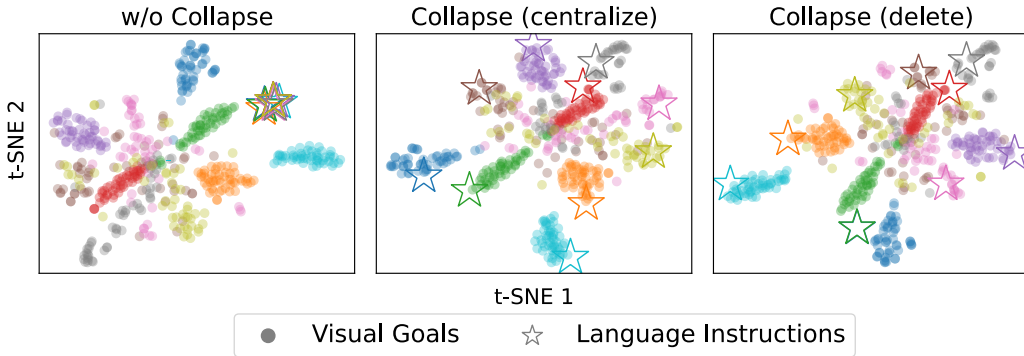 w/o Collapse
Collapse (centralize)
Collapse (delete)
t-SNE 2
t-SNE 1
Visual Goals
Language Instructions